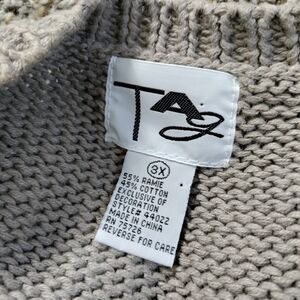 TAg
3X
55% RAMIE
45% COTTON
EXCLUSIVE OF
DECORATION
STYLE# 44022
MADE IN CHINA
RN 75726
REVERSE FOR CARE